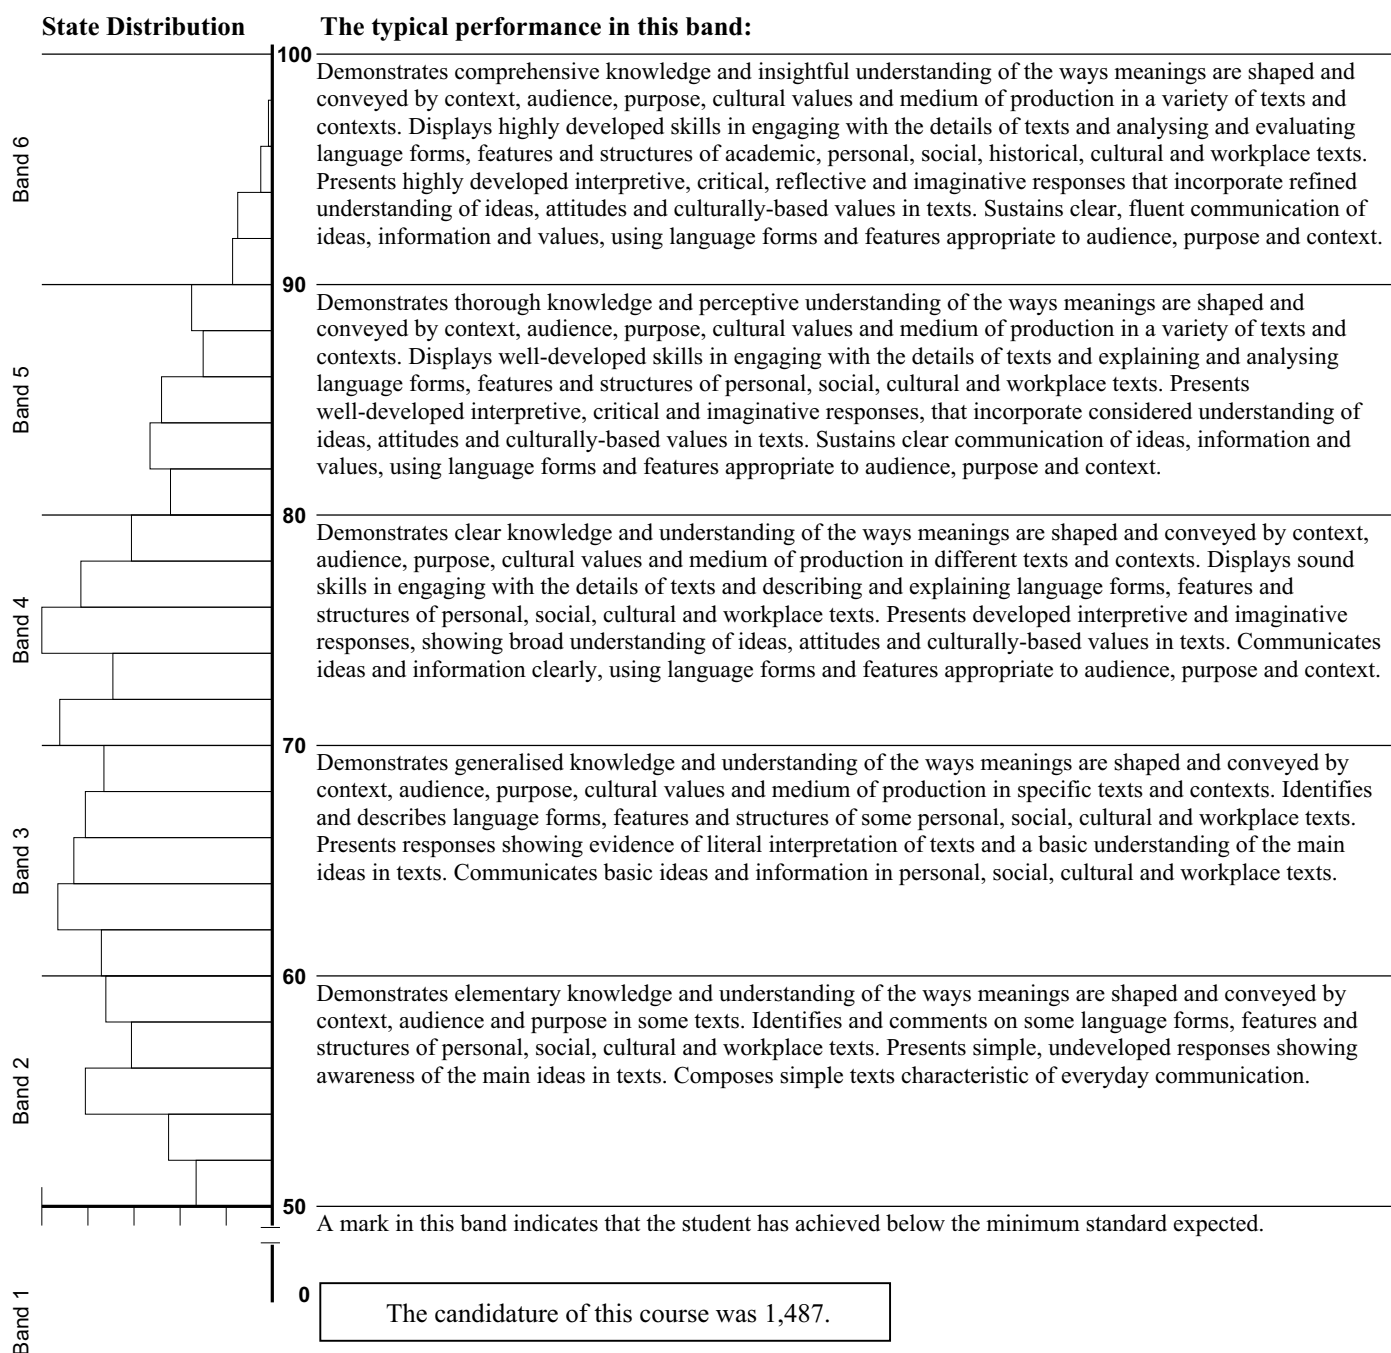 State Distribution
The typical performance in this band:
100
Band 6
Demonstrates comprehensive knowledge and insightful understanding of the ways meanings are shaped and
conveyed by context, audience, purpose, cultural values and medium of production in a variety of texts and
contexts. Displays highly developed skills in engaging with the details of texts and analysing and evaluating
language forms, features and structures of academic, personal, social, historical, cultural and workplace texts.
Presents highly developed interpretive, critical, reflective and imaginative responses that incorporate refined
understanding of ideas, attitudes and culturally-based values in texts. Sustains clear, fluent communication of
ideas, information and values, using language forms and features appropriate to audience, purpose and context.
90
Band 5
Demonstrates thorough knowledge and perceptive understanding of the ways meanings are shaped and
conveyed by context, audience, purpose, cultural values and medium of production in a variety of texts and
contexts. Displays well-developed skills in engaging with the details of texts and explaining and analysing
language forms, features and structures of personal, social, cultural and workplace texts. Presents
well-developed interpretive, critical and imaginative responses, that incorporate considered understanding of
ideas, attitudes and culturally-based values in texts. Sustains clear communication of ideas, information and
values, using language forms and features appropriate to audience, purpose and context.
80
Band 4
Demonstrates clear knowledge and understanding of the ways meanings are shaped and conveyed by context,
audience, purpose, cultural values and medium of production in different texts and contexts. Displays sound
skills in engaging with the details of texts and describing and explaining language forms, features and
structures of personal, social, cultural and workplace texts. Presents developed interpretive and imaginative
responses, showing broad understanding of ideas, attitudes and culturally-based values in texts. Communicates
ideas and information clearly, using language forms and features appropriate to audience, purpose and context.
70
Band 3
Demonstrates generalised knowledge and understanding of the ways meanings are shaped and conveyed by
context, audience, purpose, cultural values and medium of production in specific texts and contexts. Identifies
and describes language forms, features and structures of some personal, social, cultural and workplace texts.
Presents responses showing evidence of literal interpretation of texts and a basic understanding of the main
ideas in texts. Communicates basic ideas and information in personal, social, cultural and workplace texts.
60
Band 2
Demonstrates elementary knowledge and understanding of the ways meanings are shaped and conveyed by
context, audience and purpose in some texts. Identifies and comments on some language forms, features and
structures of personal, social, cultural and workplace texts. Presents simple, undeveloped responses showing
awareness of the main ideas in texts. Composes simple texts characteristic of everyday communication.
50
A mark in this band indicates that the student has achieved below the minimum standard expected.
Band 1
0
The candidature of this course was 1,487.